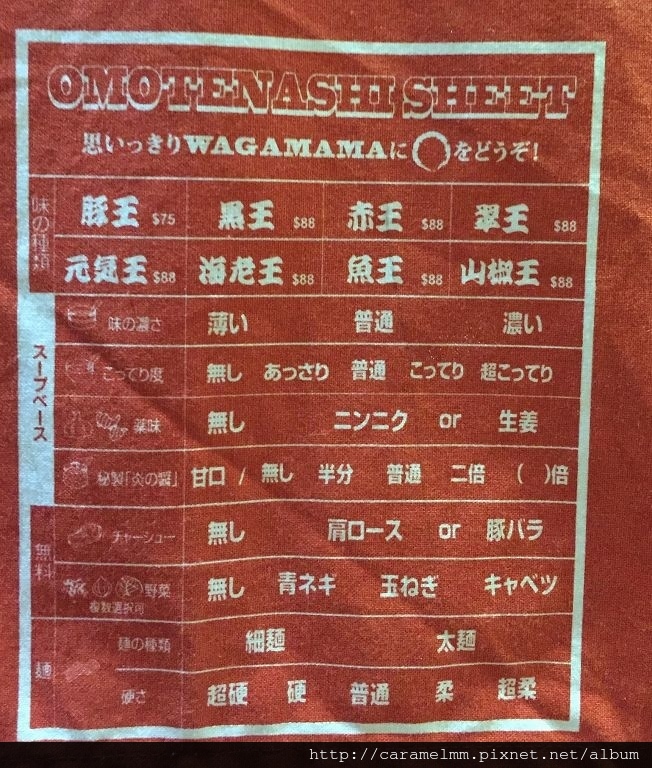 OMOTENASHI SHEET
思いっきりWAGAMAMAに◯をどうぞ!
味の種類
豚王 $75 黒王 $88 赤王 $88 翠王 $88
元気王 $88 海老王 $88 魚王 $88 山椒王 $88
スープベース
味の濃さ 薄い 普通 濃い
こってり度 無し あっさり 普通 こってり 超こってり
薬味 無し ニンニク or 生姜
秘製「炎の醤」 甘口 / 無し 半分 普通 二倍 ( )倍
無料
チャーシュー 無し 肩ロース or 豚バラ
野菜 無し 青ネギ 玉ねぎ キャベツ
複数選択可
麺
麺の種類 細麺 太麺
硬さ 超硬 硬 普通 柔 超柔
http://caramelmm.pixnet.net/album